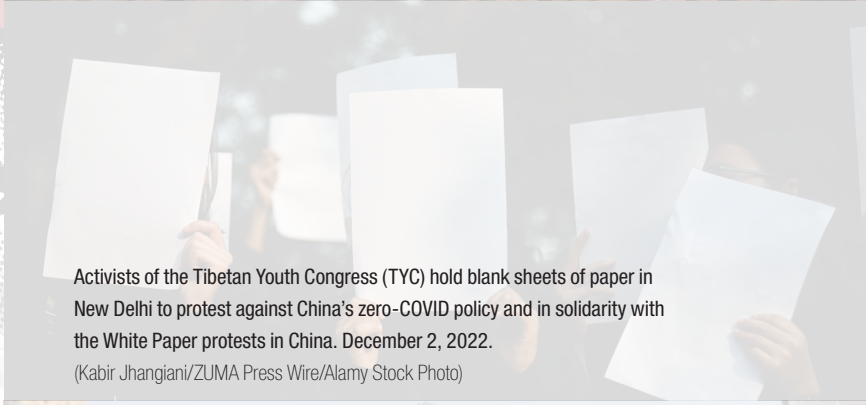 Activists of the Tibetan Youth Congress (TYC) hold blank sheets of paper in
New Delhi to protest against China’s zero-COVID policy and in solidarity with
the White Paper protests in China. December 2, 2022.
(Kabir Jhangiani/ZUMA Press Wire/Alamy Stock Photo)